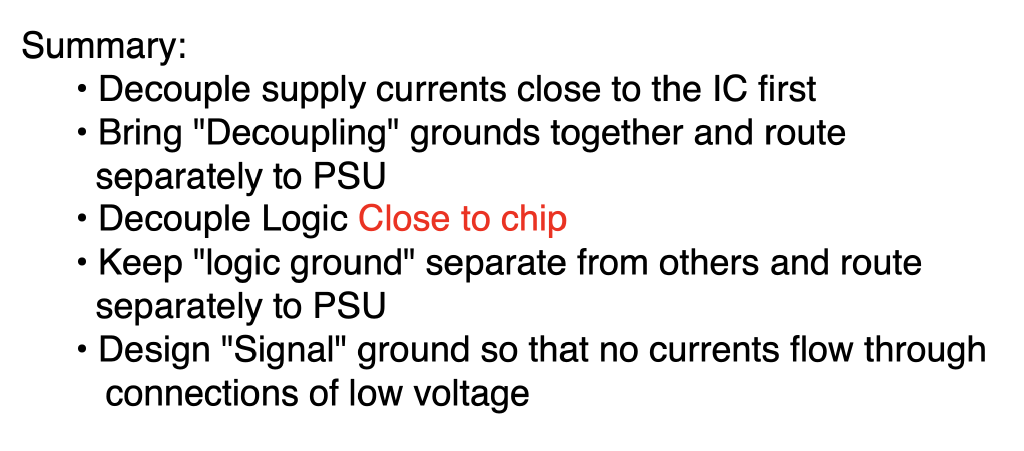 Summary:
• Decouple supply currents close to the IC first
• Bring "Decoupling" grounds together and route
separately to PSU
• Decouple Logic Close to chip
• Keep "logic ground" separate from others and route
separately to PSU
• Design "Signal" ground so that no currents flow through
connections of low voltage